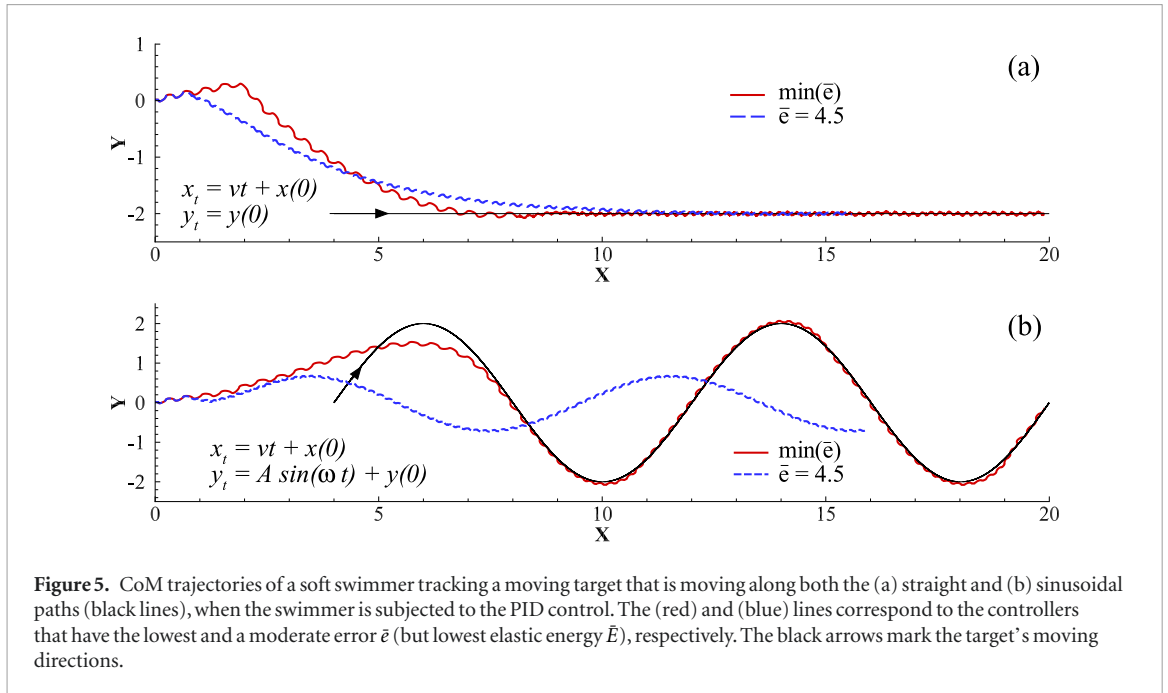 1
0
-1
-2
Y
(a)
min(ē)
ē = 4.5
x_t = vt + x(0)
y_t = y(0)
0
5
10
15
20
X
2
1
0
-1
-2
Y
(b)
x_t = vt + x(0)
y_t = A sin(ω t) + y(0)
min(ē)
ē = 4.5
0
5
10
15
20
X
Figure 5. CoM trajectories of a soft swimmer tracking a moving target that is moving along both the (a) straight and (b) sinusoidal
paths (black lines), when the swimmer is subjected to the PID control. The (red) and (blue) lines correspond to the controllers
that have the lowest and a moderate error ē (but lowest elastic energy Ē), respectively. The black arrows mark the target's moving
directions.